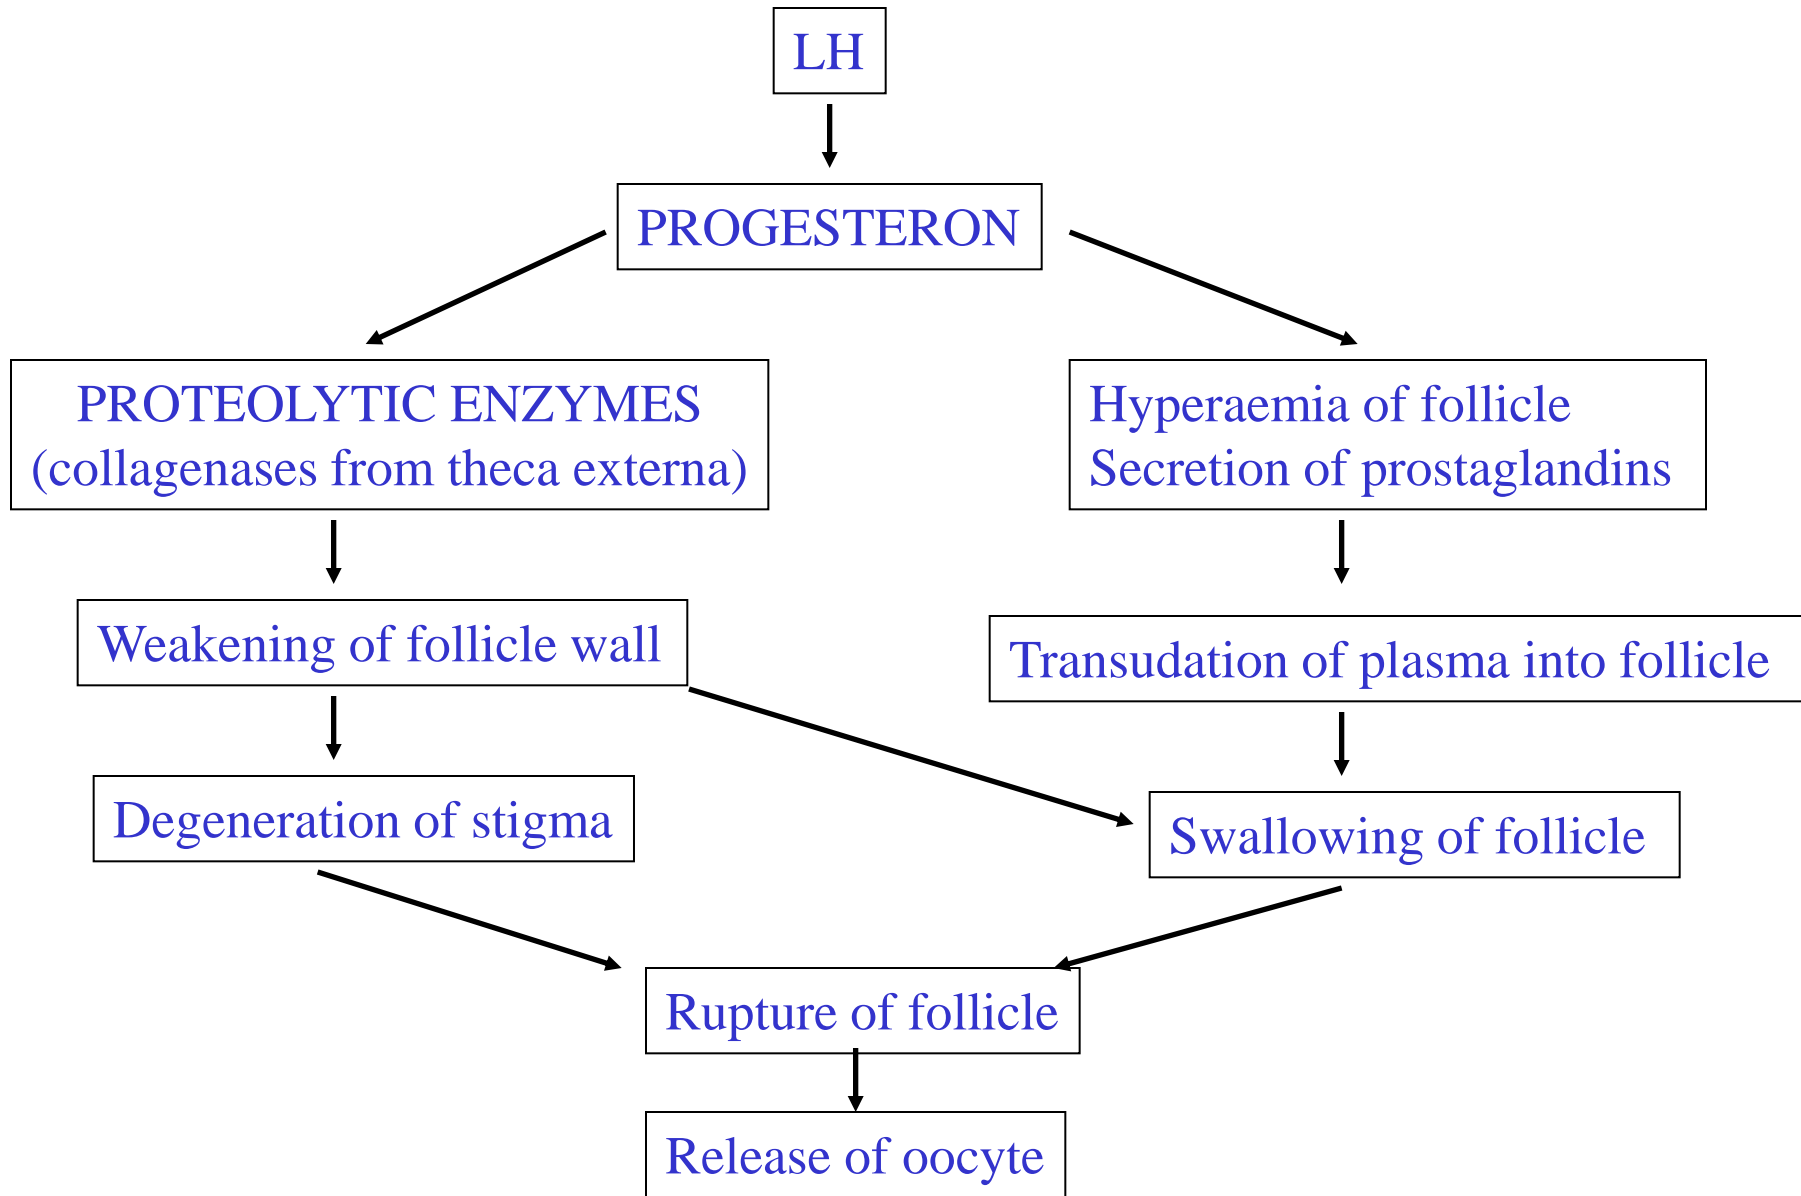 LH
PROGESTERON
PROTEOLYTIC ENZYMES
(collagenases from theca externa)
Hyperaemia of follicle
Secretion of prostaglandins
Weakening of follicle wall
Transudation of plasma into follicle
Degeneration of stigma
Swallowing of follicle
Rupture of follicle
Release of oocyte